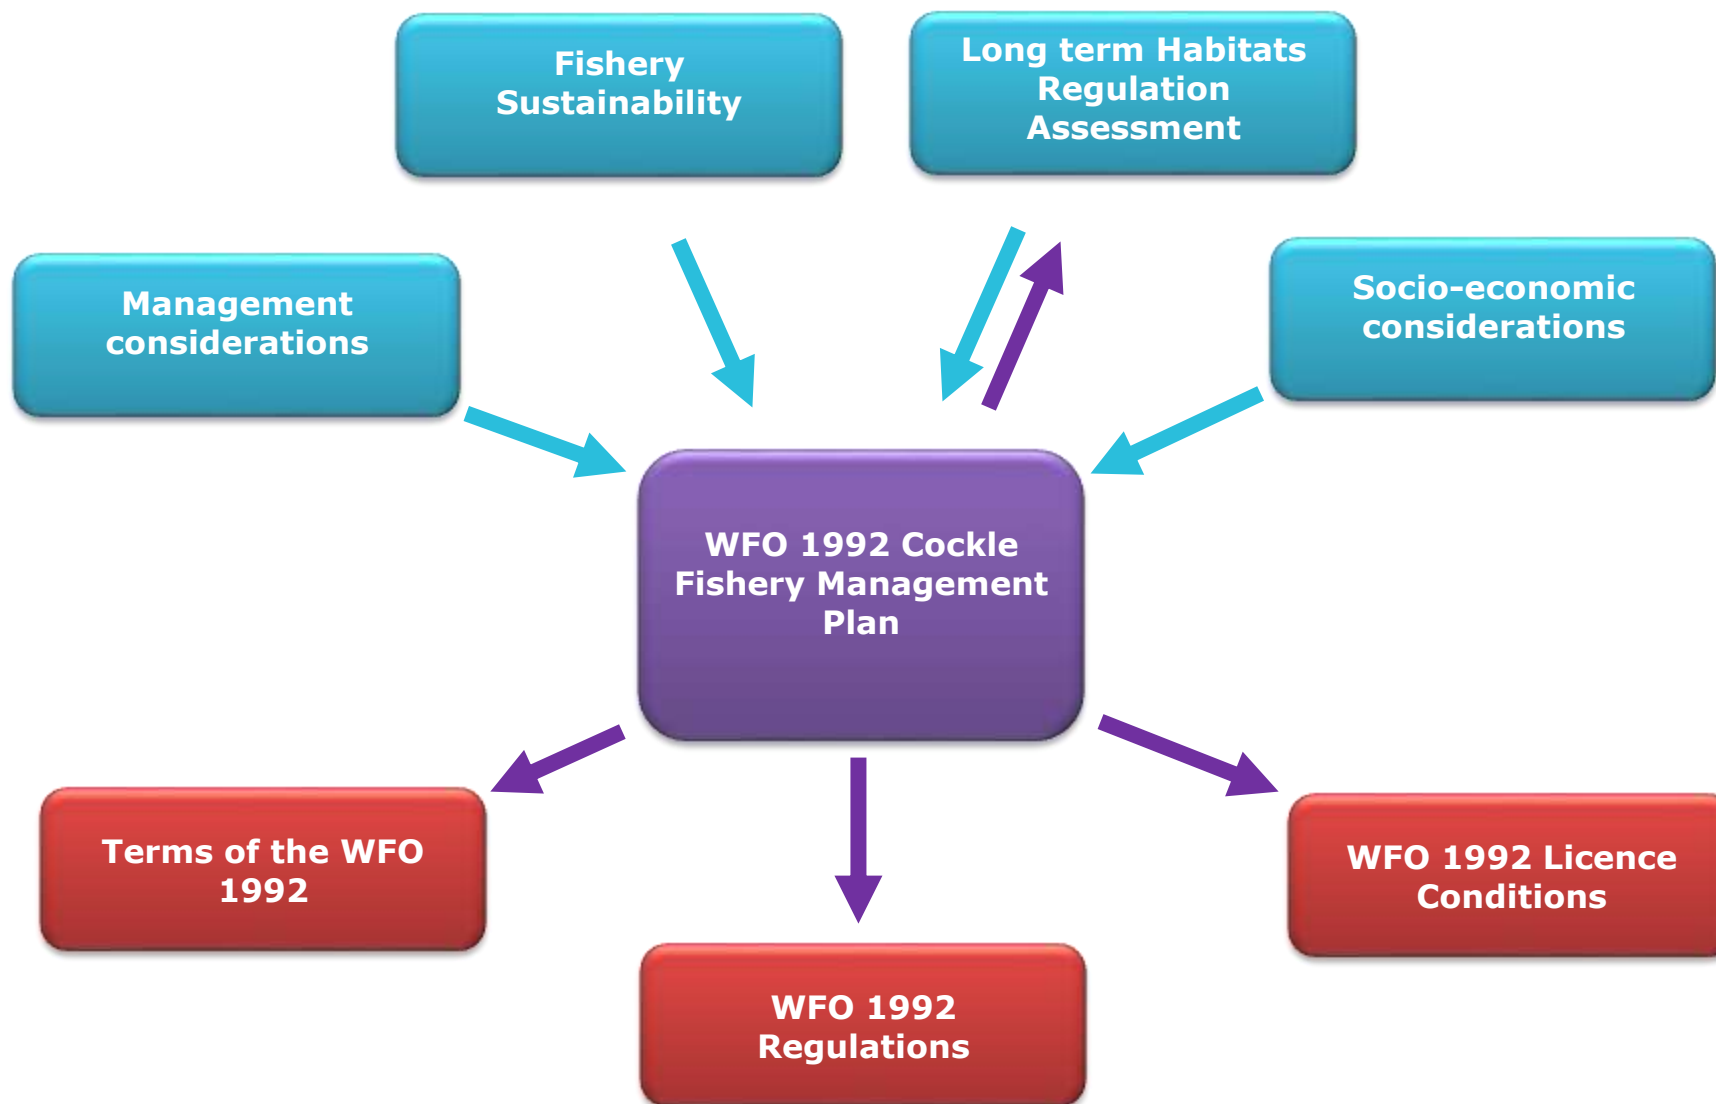 Fishery
Sustainability
Long term Habitats
Regulation
Assessment
Management
considerations
Socio-economic
considerations
WFO 1992 Cockle
Fishery Management
Plan
Terms of the WFO
1992
WFO 1992 Licence
Conditions
WFO 1992
Regulations